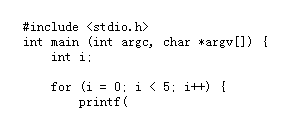 #include <stdio.h>
int main (int argc, char *argv[]) {
    int i;

    for (i = 0; i < 5; i++) {
        printf(